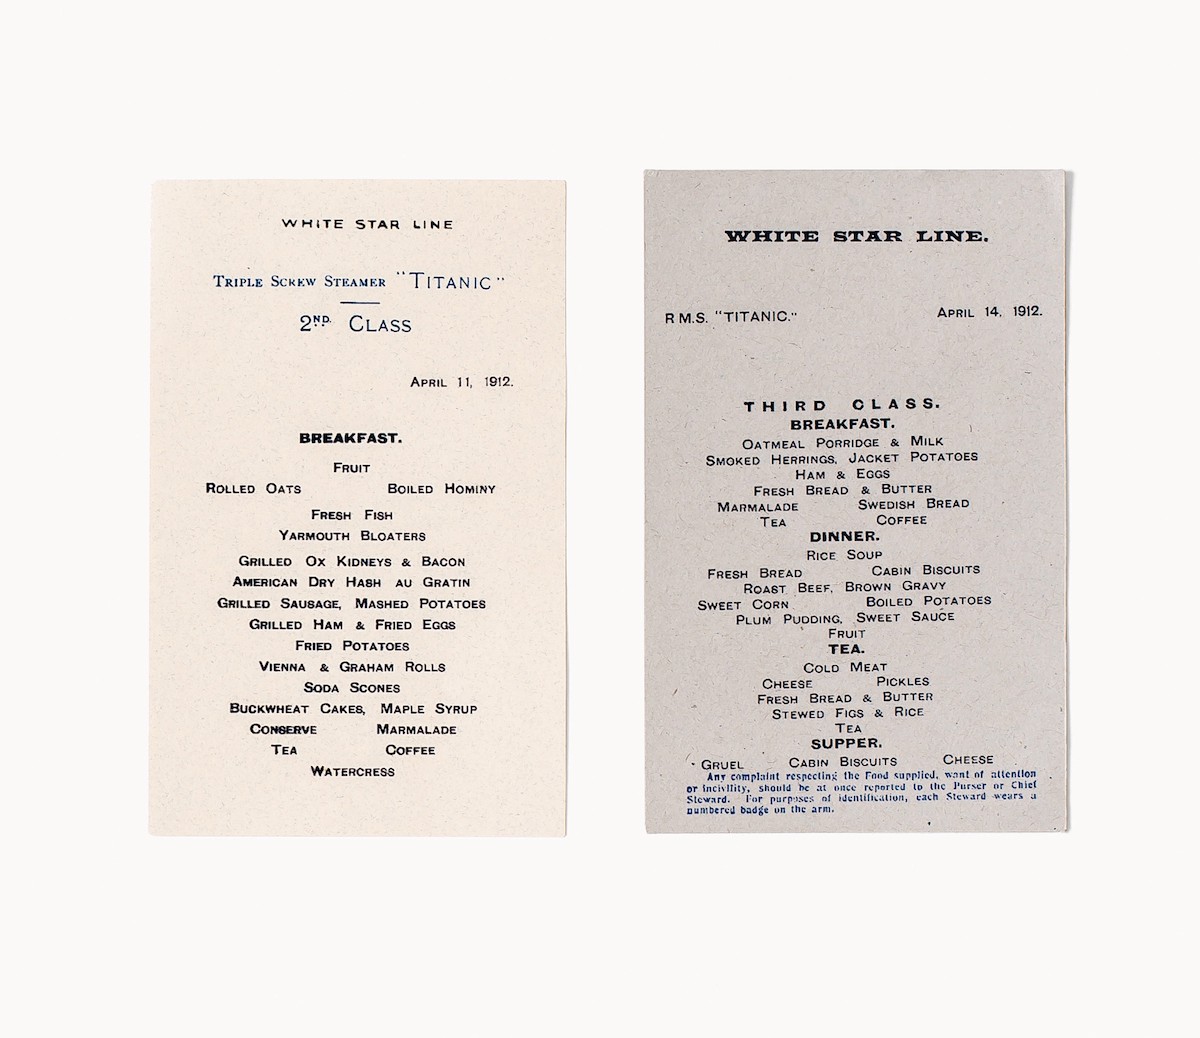 WHITE STAR LINE
TRIPLE SCREW STEAMER "TITANIC"
2ND. CLASS
APRIL 11, 1912.
BREAKFAST.
FRUIT
ROLLED OATS BOILED HOMINY
FRESH FISH
YARMOUTH BLOATERS
GRILLED OX KIDNEYS & BACON
AMERICAN DRY HASH AU GRATIN
GRILLED SAUSAGE, MASHED POTATOES
GRILLED HAM & FRIED EGGS
FRIED POTATOES
VIENNA & GRAHAM ROLLS
SODA SCONES
BUCKWHEAT CAKES, MAPLE SYRUP
CONSERVE MARMALADE
TEA COFFEE
WATERCRESS
WHITE STAR LINE.
R.M.S. "TITANIC." APRIL 14, 1912.
THIRD CLASS.
BREAKFAST.
OATMEAL PORRIDGE & MILK
SMOKED HERRINGS, JACKET POTATOES
HAM & EGGS
FRESH BREAD & BUTTER
MARMALADE SWEDISH BREAD
TEA COFFEE
DINNER.
RICE SOUP
FRESH BREAD CABIN BISCUITS
ROAST BEEF, BROWN GRAVY
SWEET CORN BOILED POTATOES
PLUM PUDDING, SWEET SAUCE
FRUIT
TEA.
COLD MEAT
CHEESE PICKLES
FRESH BREAD & BUTTER
STEWED FIGS & RICE
TEA
SUPPER.
GRUEL CABIN BISCUITS CHEESE
Any complaint respecting the Food supplied, want of attention
or incivility, should be at once reported to the Purser or Chief
Steward. For purposes of identification, each Steward wears a
numbered badge on the arm.